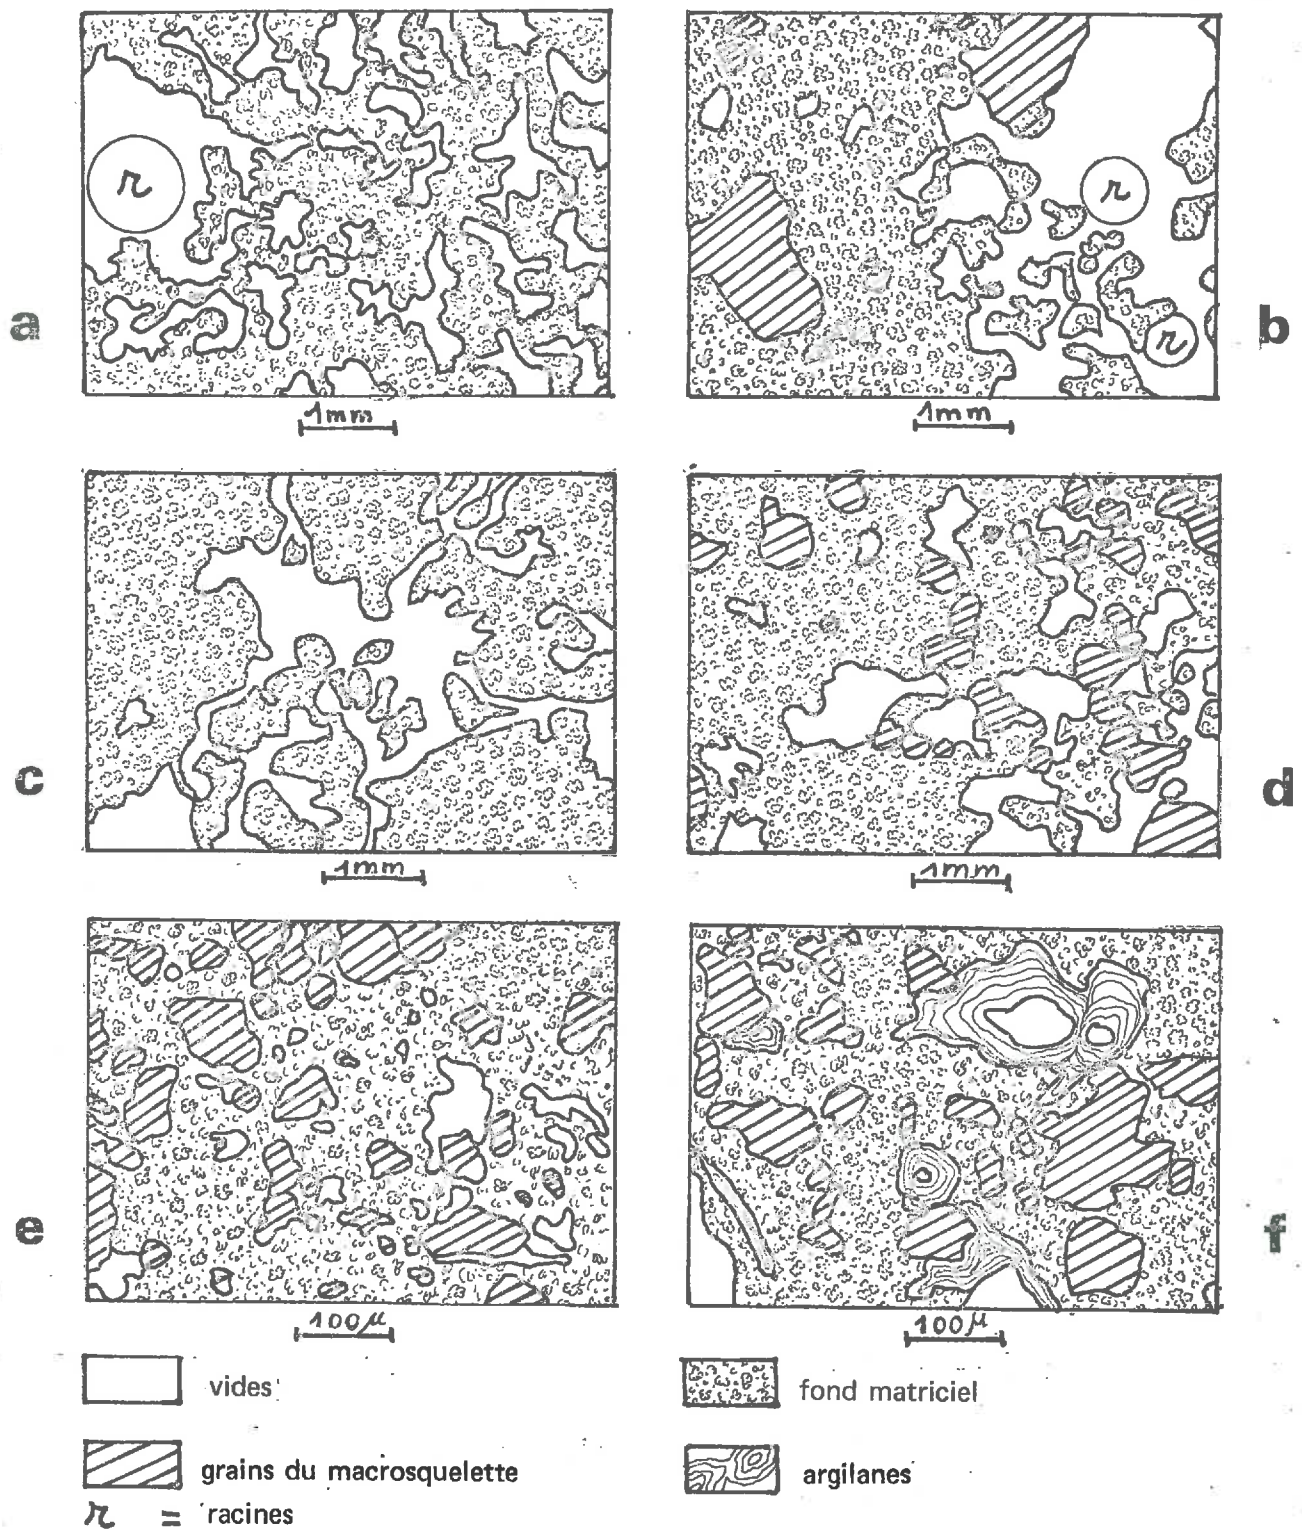 r
r
r
a
b
1mm
1mm
c
d
1mm
1mm
e
f
100µ
100µ
vides
fond matriciel
grains du macrosquelette
argilanes
r = racines